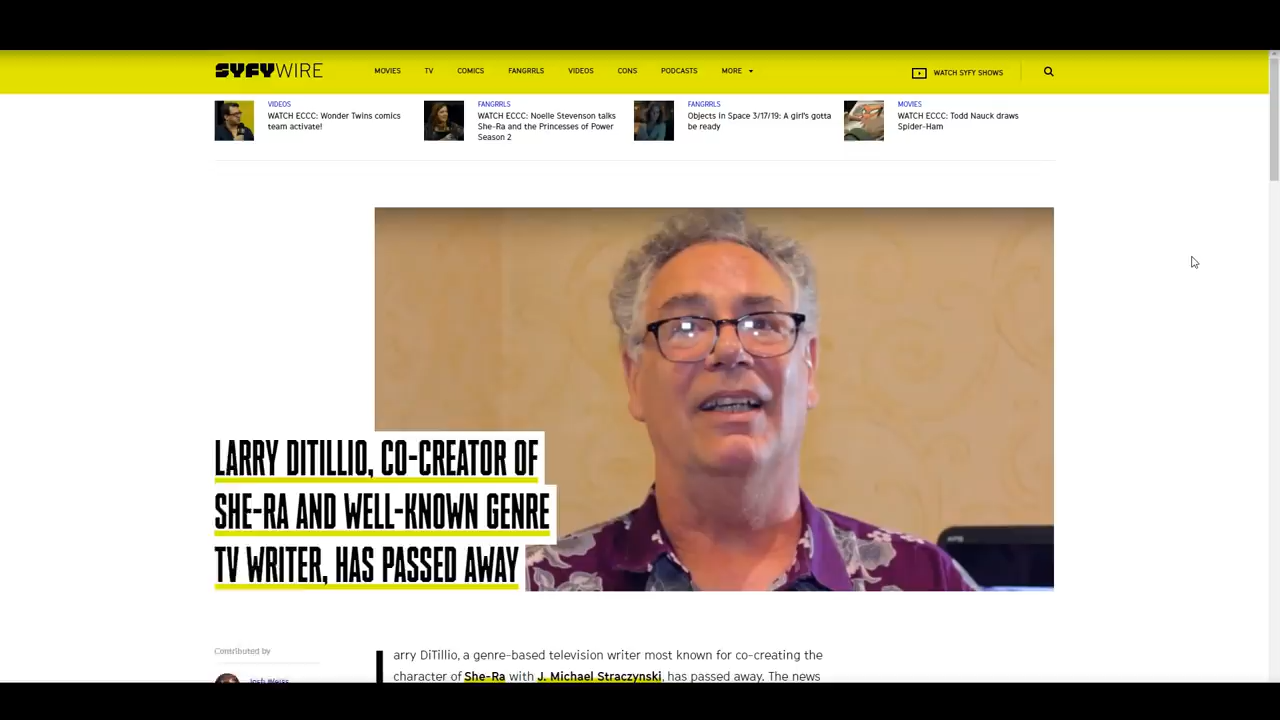 SYFYWIRE
MOVIES TV COMICS FANGRRLS VIDEOS CONS PODCASTS MORE
WATCH SYFY SHOWS
VIDEOS
WATCH ECCC: Wonder Twins comics
team activate!
FANGRRLS
WATCH ECCC: Noelle Stevenson talks
She-Ra and the Princesses of Power
Season 2
FANGRRLS
Objects in Space 3/17/19: A girl's gotta
be ready
MOVIES
WATCH ECCC: Todd Nauck draws
Spider-Ham
LARRY DITILLIO, CO-CREATOR OF
SHE-RA AND WELL-KNOWN GENRE
TV WRITER, HAS PASSED AWAY
Contributed by
Josh Weiss
arry DiTillio, a genre-based television writer most known for co-creating the
character of She-Ra with J. Michael Straczynski, has passed away. The news